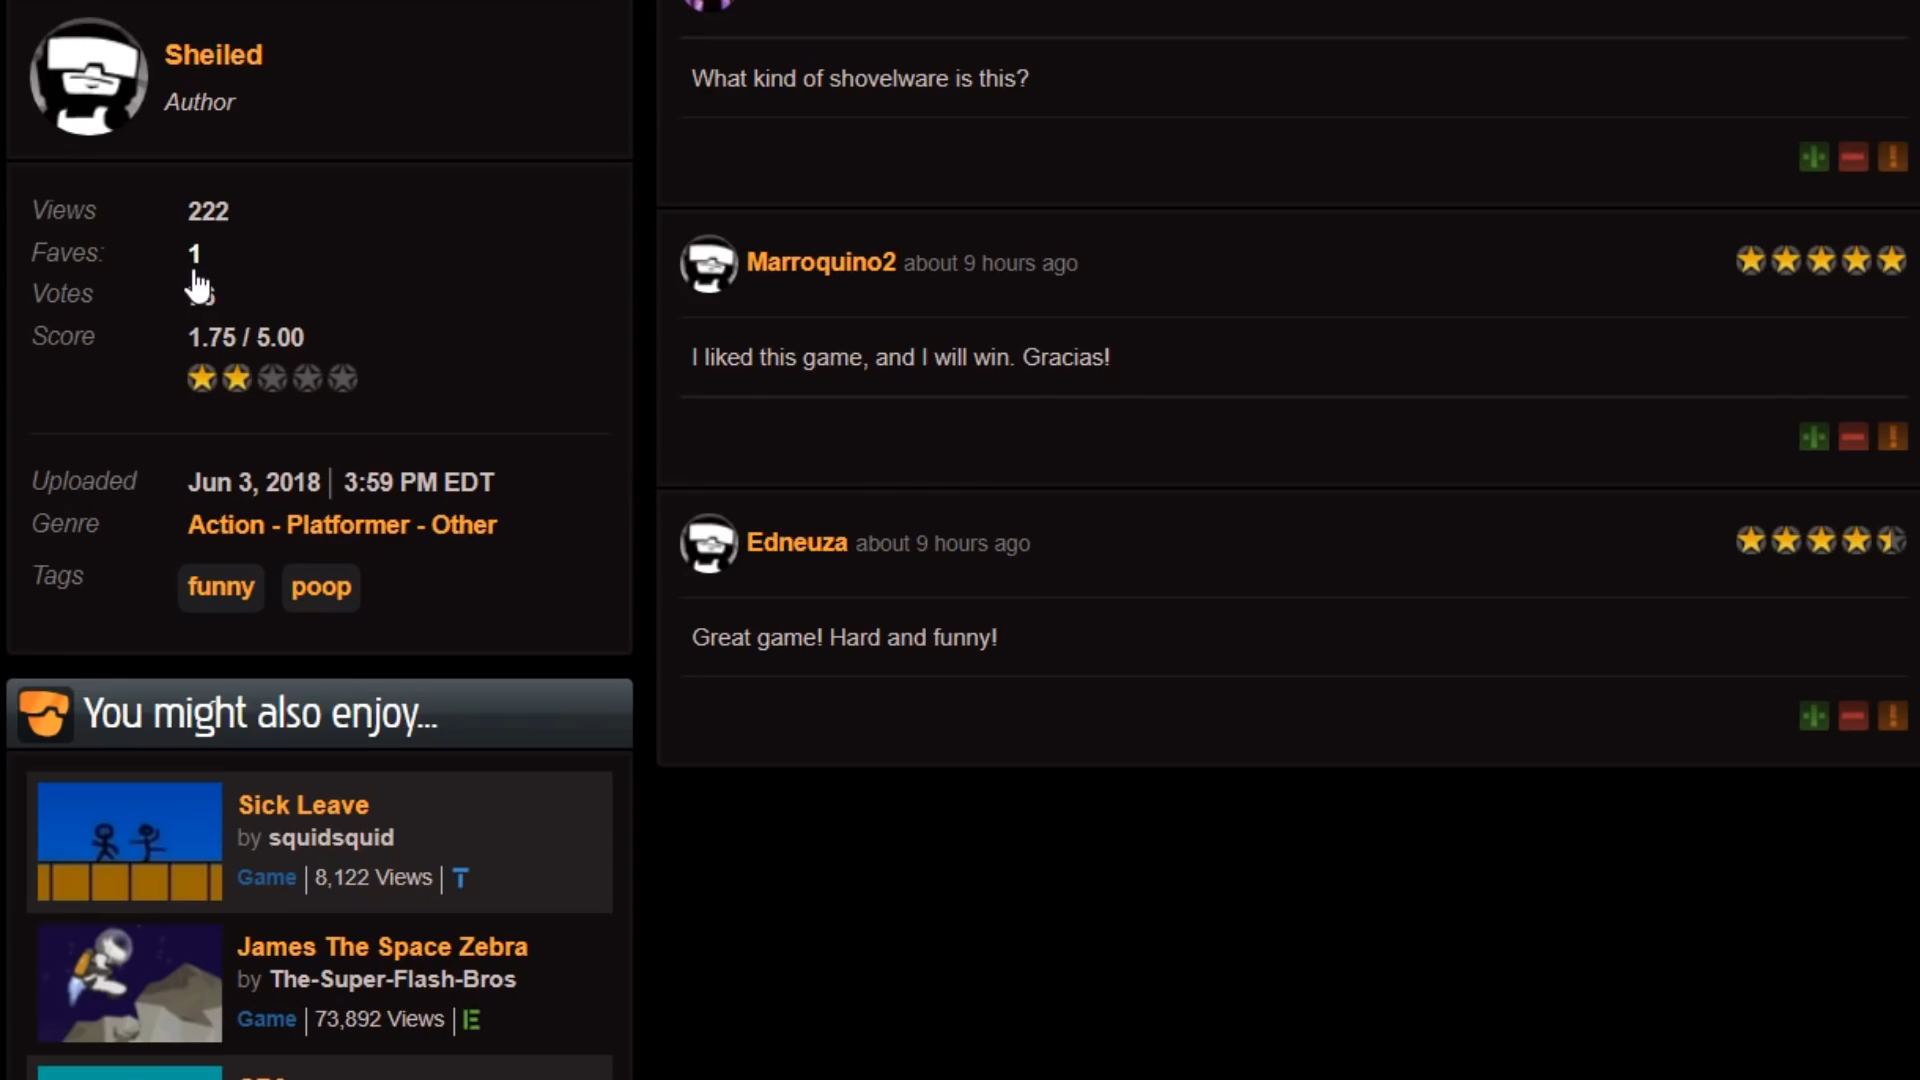 Sheiled
Author
Views 222
Faves: 1
Votes
Score 1.75 / 5.00
Uploaded Jun 3, 2018 | 3:59 PM EDT
Genre Action - Platformer - Other
Tags funny poop
You might also enjoy...
Sick Leave
by squidsquid
Game | 8,122 Views | T
James The Space Zebra
by The-Super-Flash-Bros
Game | 73,892 Views | E
What kind of shovelware is this?
Marroquino2 about 9 hours ago
I liked this game, and I will win. Gracias!
Edneuza about 9 hours ago
Great game! Hard and funny!